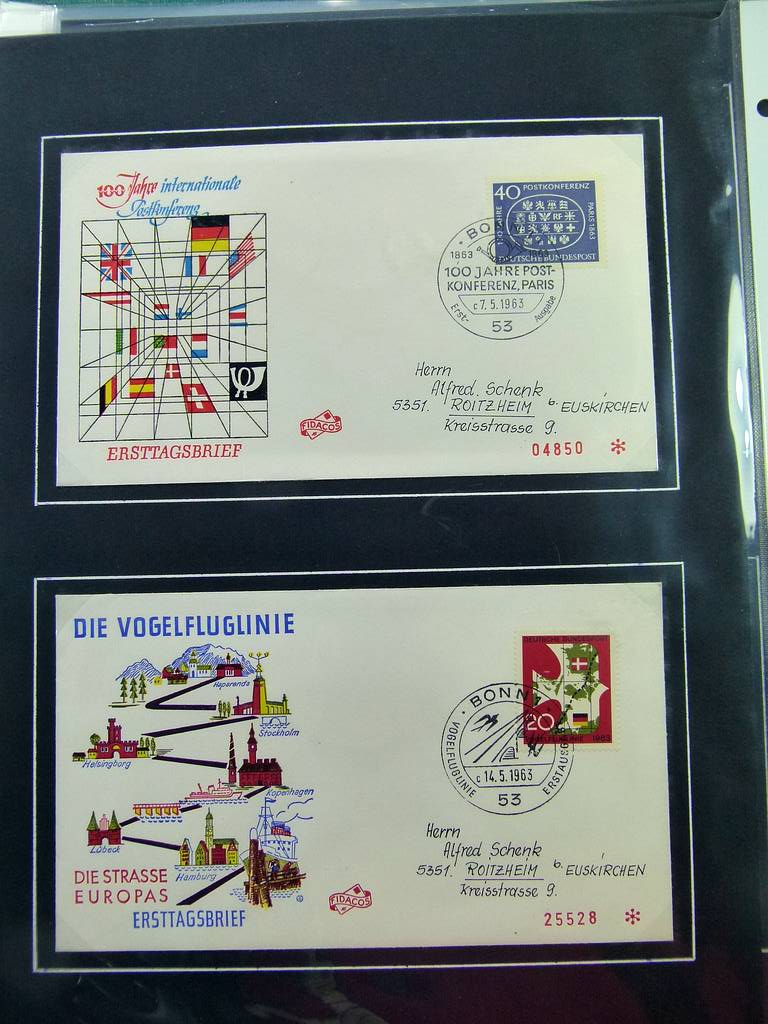 100 Jahre internationale
Postkonferenz
ERSTTAGSBRIEF
FIDACOS
40 POSTKONFERENZ
100 JAHRE
PARIS 1863
DEUTSCHE BUNDESPOST
BONN
1863
100 JAHRE POST-
KONFERENZ, PARIS
c 7.5.1963
Erst-
Ausgabe
53
Herrn
Alfred Schenk
5351. ROITZHEIM b. EUSKIRCHEN
Kreisstrasse 9.
04850
DIE VOGELFLUGLINIE
Haparanda
Stockholm
Helsingborg
Kopenhagen
Lübeck
Hamburg
DIE STRASSE
EUROPAS
ERSTTAGSBRIEF
FIDACOS
DEUTSCHE BUNDESPOST
20
1963
BONN
VOGELFLUGLINIE
ERSTAUSGABE
c 14.5.1963
53
Herrn
Alfred Schenk
5351. ROITZHEIM b. EUSKIRCHEN
Kreisstrasse 9.
25528